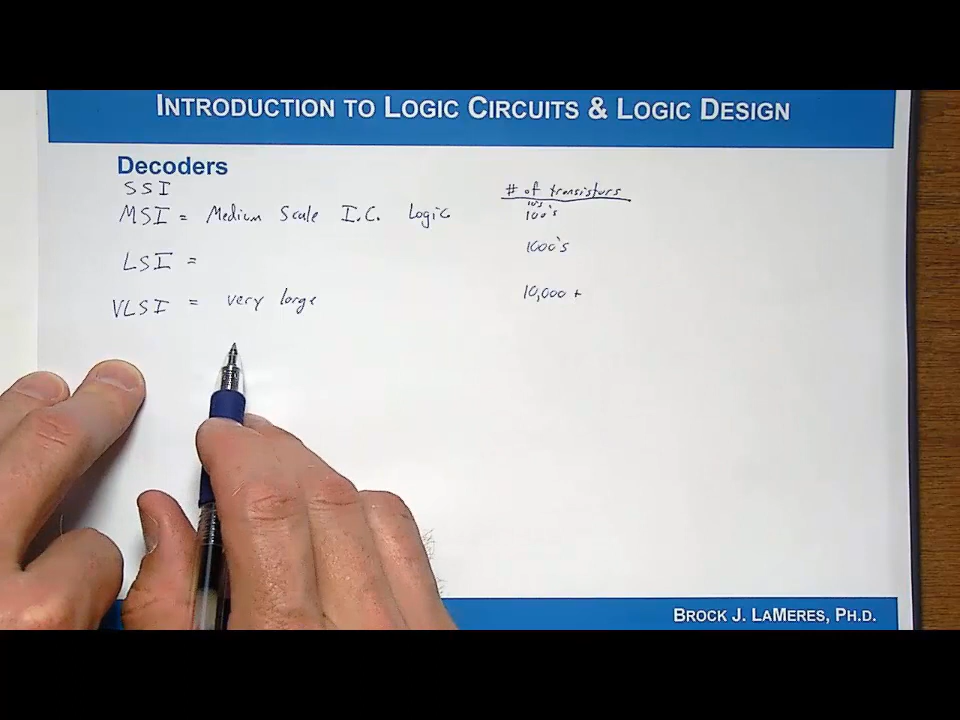 INTRODUCTION TO LOGIC CIRCUITS & LOGIC DESIGN
Decoders
SSI
# of transistors
10's
MSI = Medium Scale I.C. Logic
100's
LSI =
1000's
VLSI = very large
10,000 +
BROCK J. LAMERES, PH.D.